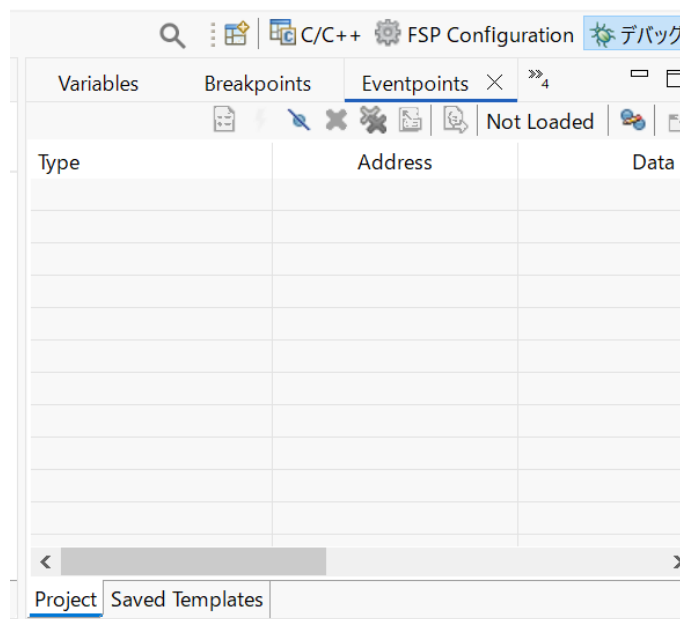 C/C++ FSP Configuration デバッグ
Variables Breakpoints Eventpoints »4
Not Loaded
Type Address Data
Project Saved Templates